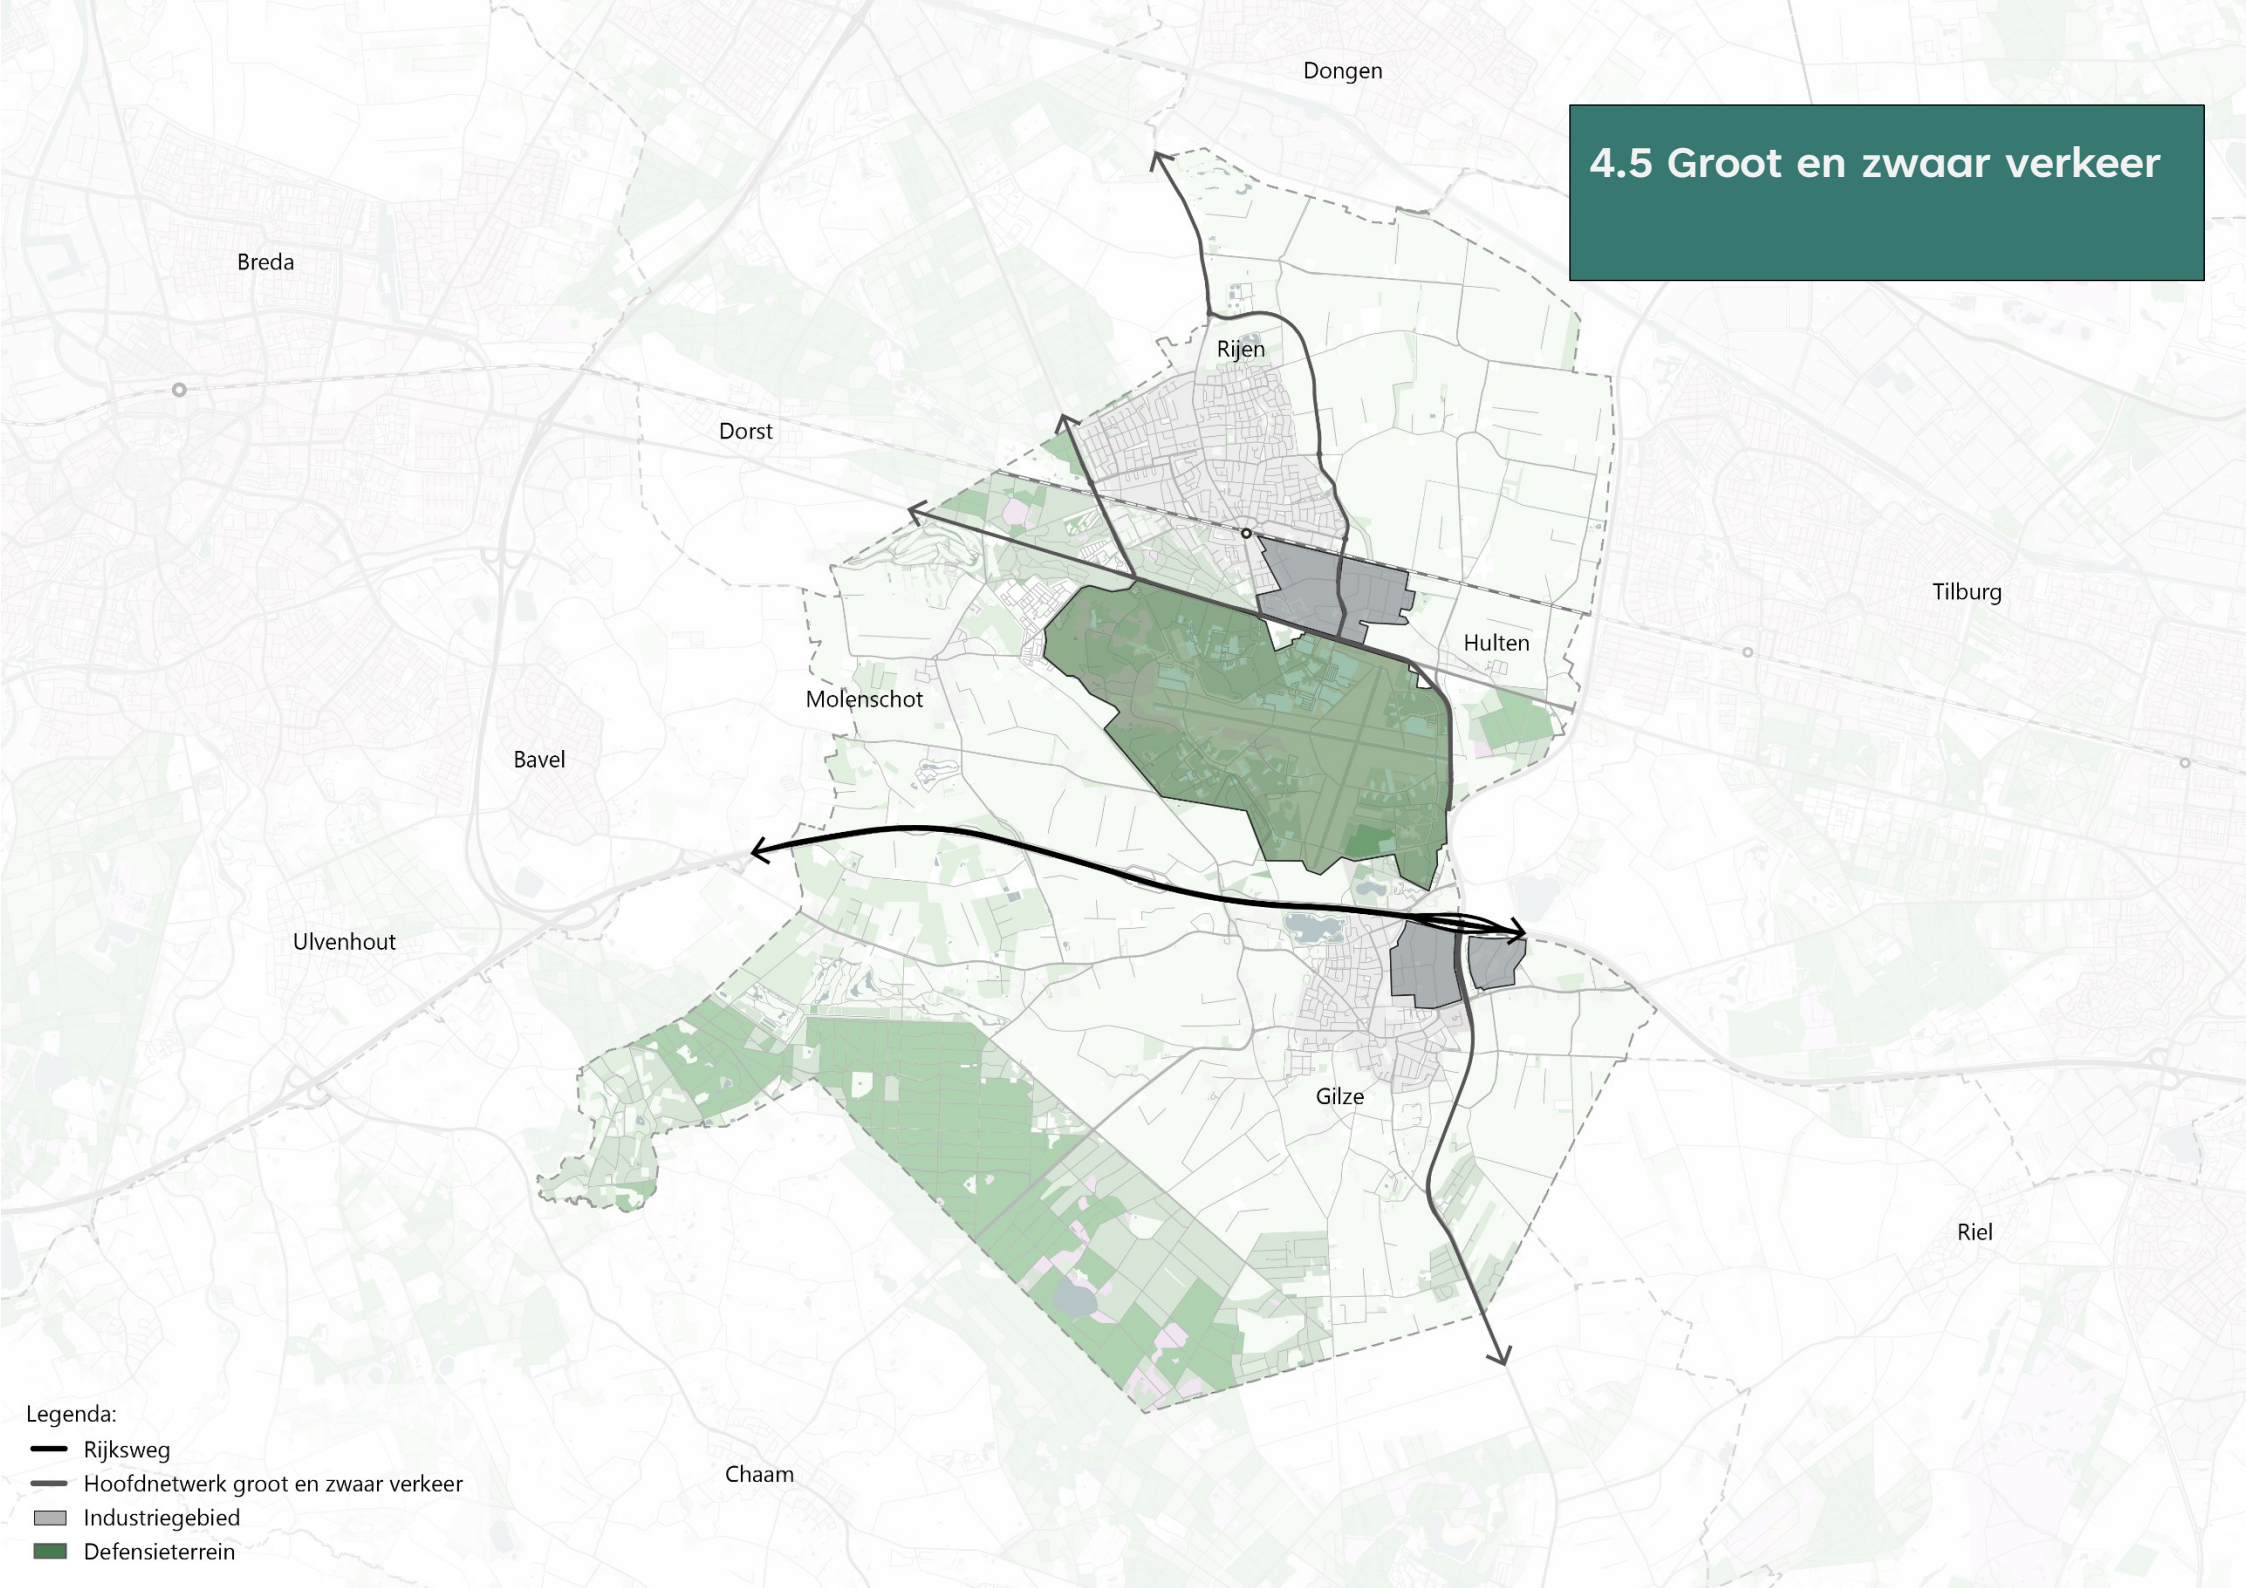 Dongen
4.5 Groot en zwaar verkeer
Breda
Rijen
Dorst
Tilburg
Hulten
Molenschot
Bavel
Ulvenhout
Gilze
Riel
Chaam
Legenda:
Rijksweg
Hoofdnetwerk groot en zwaar verkeer
Industriegebied
Defensieterrein